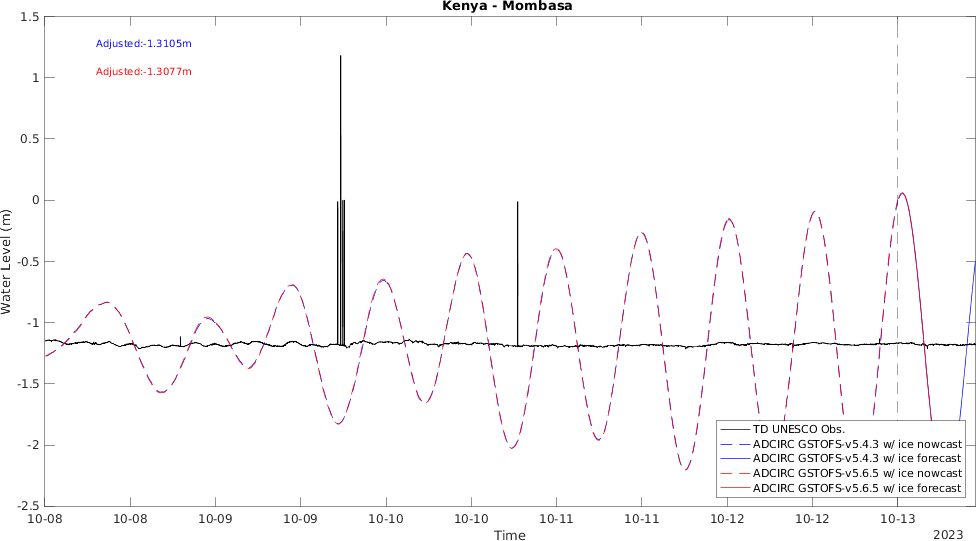 Kenya - Mombasa
1.5
Adjusted:-1.3105m
Adjusted:-1.3077m
1
0.5
0
-0.5
-1
-1.5
-2
-2.5
Water Level (m)
TD UNESCO Obs.
ADCIRC GSTOFS-v5.4.3 w/ ice nowcast
ADCIRC GSTOFS-v5.4.3 w/ ice forecast
ADCIRC GSTOFS-v5.6.5 w/ ice nowcast
ADCIRC GSTOFS-v5.6.5 w/ ice forecast
10-08 10-08 10-09 10-09 10-10 10-10 10-11 10-11 10-12 10-12 10-13
Time
2023